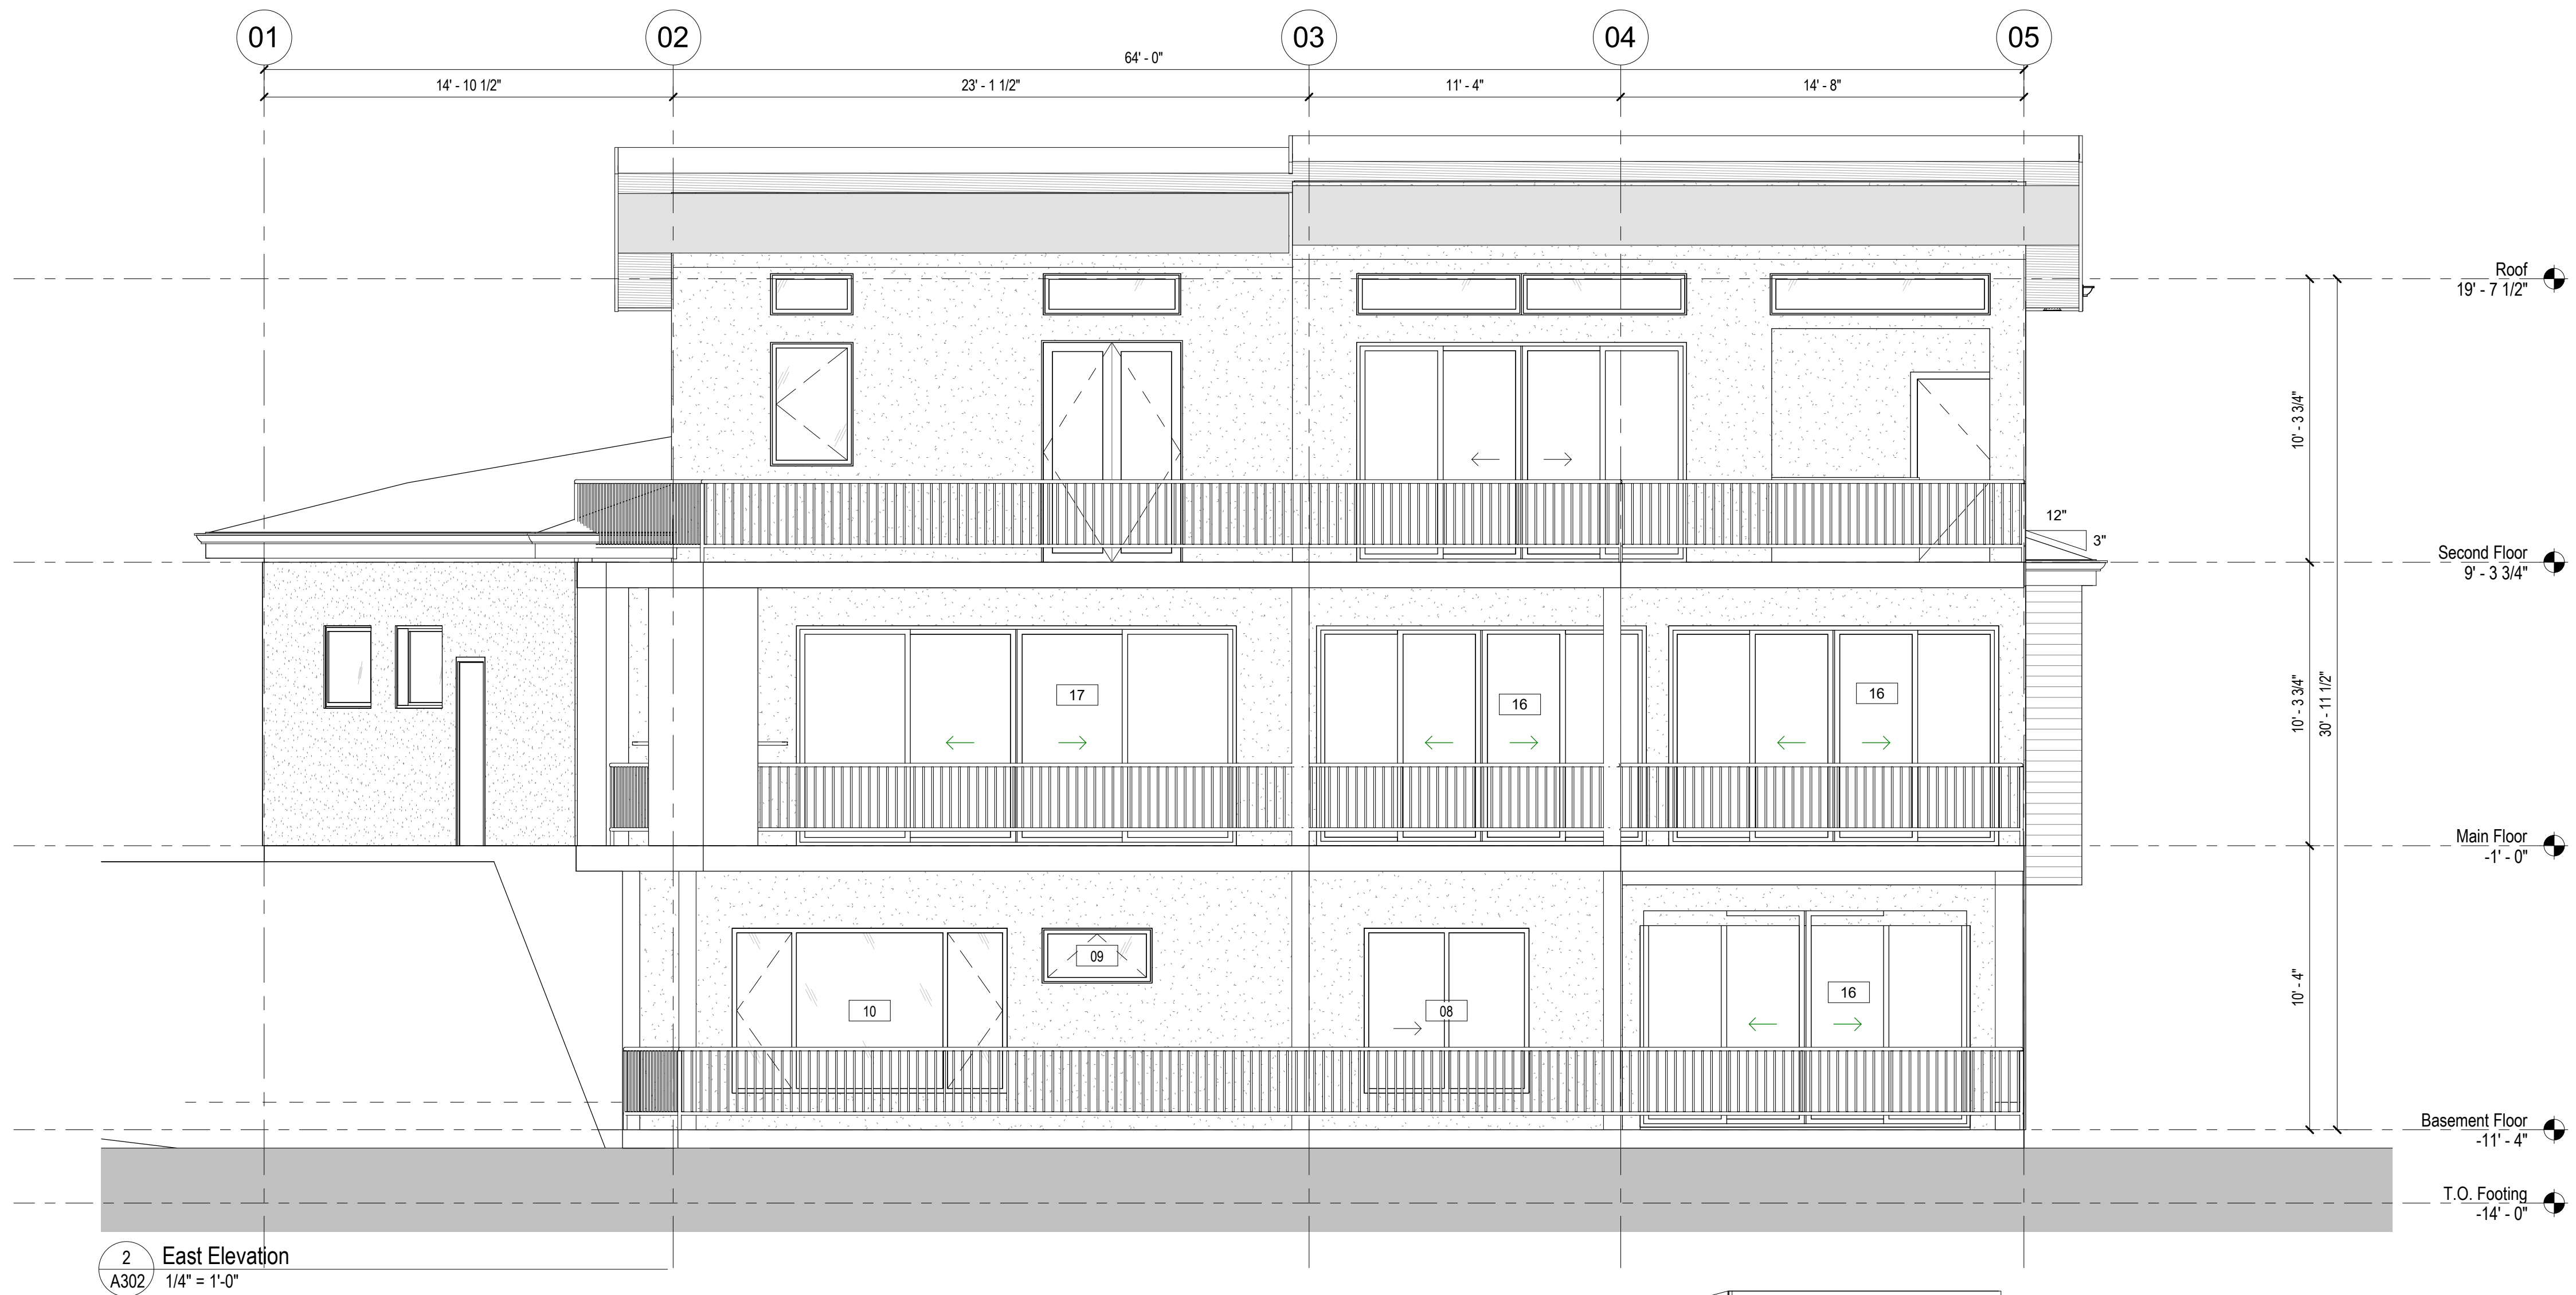 01
02
03
04
05
64' - 0"
14' - 10 1/2"
23' - 1 1/2"
11' - 4"
14' - 8"
Roof
19' - 7 1/2"
10' - 3 3/4"
12"
3"
Second Floor
9' - 3 3/4"
17
16
16
10' - 3 3/4"
30' - 11 1/2"
Main Floor
-1' - 0"
09
10
08
16
10' - 4"
Basement Floor
-11' - 4"
T.O. Footing
-14' - 0"
2
East Elevation
A302
1/4" = 1'-0"